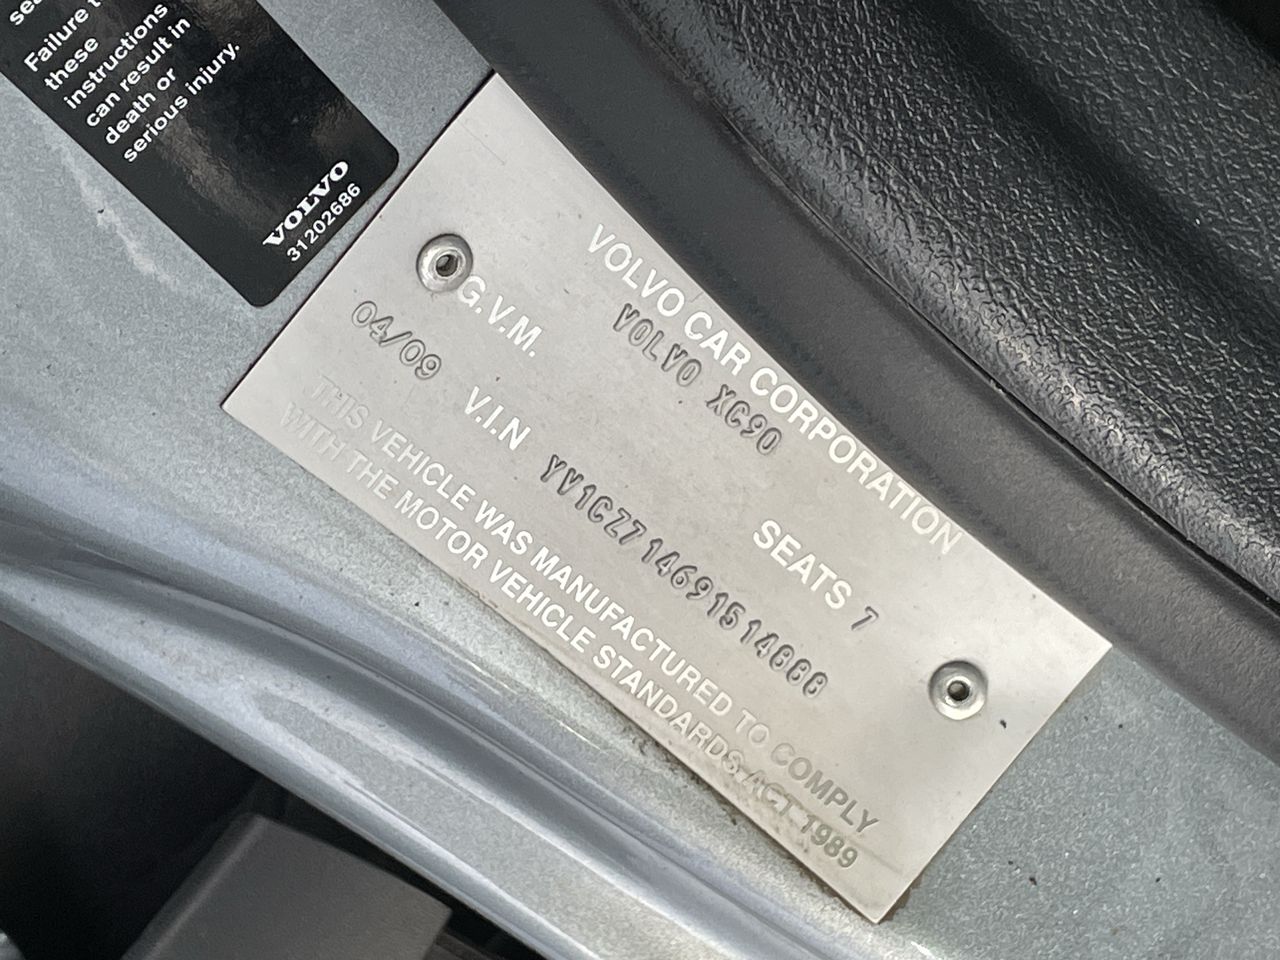 Failure t
these
instructions
can result in
death or
serious injury.
VOLVO
31202686
VOLVO CAR CORPORATION
VOLVO XC90
G.V.M. SEATS 7
04/09 V.I.N YV1CZ714691514888
THIS VEHICLE WAS MANUFACTURED TO COMPLY
WITH THE MOTOR VEHICLE STANDARDS ACT 1989